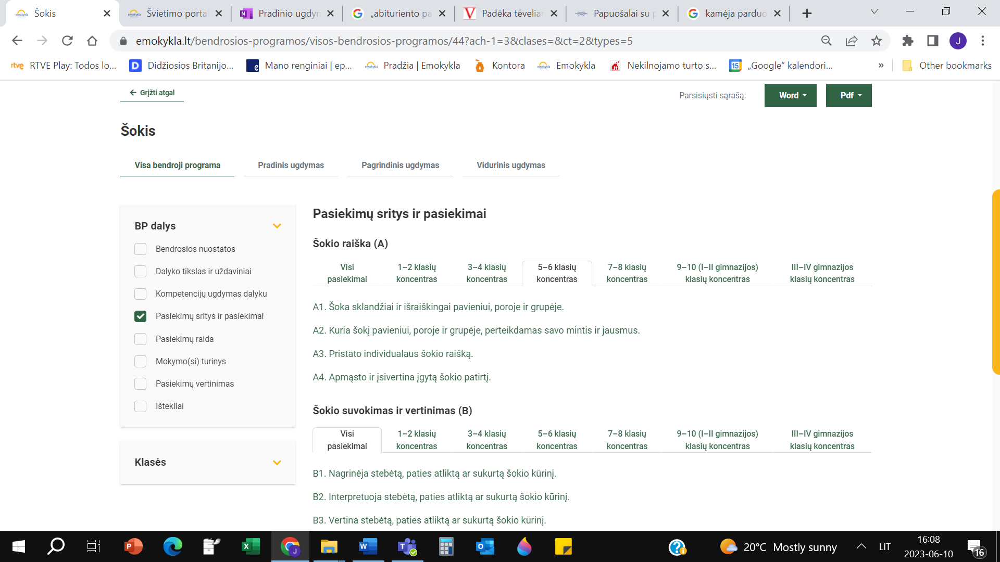 Šokis
Švietimo portal
Pradinio ugdyn
„abituriento pa
Padėka tėveliar
Papuošalai su p
kamėja parduo
emokykla.lt/bendrosios-programos/visos-bendrosios-programos/44?ach-1=3&clases=&ct=2&types=5
J
rtve RTVE Play: Todos lo...
D Didžiosios Britanijo...
e Mano renginiai | ep...
Pradžia | Emokykla
Kontora
Emokykla
Nekilnojamo turto s...
15 „Google“ kalendori...
»
Other bookmarks
Grįžti atgal
Parsisiųsti sąrašą:
Word
Pdf
Šokis
Visa bendroji programa
Pradinis ugdymas
Pagrindinis ugdymas
Vidurinis ugdymas
BP dalys
Bendrosios nuostatos
Dalyko tikslas ir uždaviniai
Kompetencijų ugdymas dalyku
Pasiekimų sritys ir pasiekimai
Pasiekimų raida
Mokymo(si) turinys
Pasiekimų vertinimas
Ištekliai
Klasės
Pasiekimų sritys ir pasiekimai
Šokio raiška (A)
Visi pasiekimai
1–2 klasių koncentras
3–4 klasių koncentras
5–6 klasių koncentras
7–8 klasių koncentras
9–10 (I–II gimnazijos) klasių koncentras
III–IV gimnazijos klasių koncentras
A1. Šoka sklandžiai ir išraiškingai pavieniui, poroje ir grupėje.
A2. Kuria šokį pavieniui, poroje ir grupėje, perteikdamas savo mintis ir jausmus.
A3. Pristato individualaus šokio raišką.
A4. Apmąsto ir įsivertina įgytą šokio patirtį.
Šokio suvokimas ir vertinimas (B)
Visi pasiekimai
1–2 klasių koncentras
3–4 klasių koncentras
5–6 klasių koncentras
7–8 klasių koncentras
9–10 (I–II gimnazijos) klasių koncentras
III–IV gimnazijos klasių koncentras
B1. Nagrinėja stebėtą, paties atliktą ar sukurtą šokio kūrinį.
B2. Interpretuoja stebėtą, paties atliktą ar sukurtą šokio kūrinį.
B3. Vertina stebėtą, paties atliktą ar sukurtą šokio kūrinį.
20°C Mostly sunny
LIT
16:08
2023-06-10
16